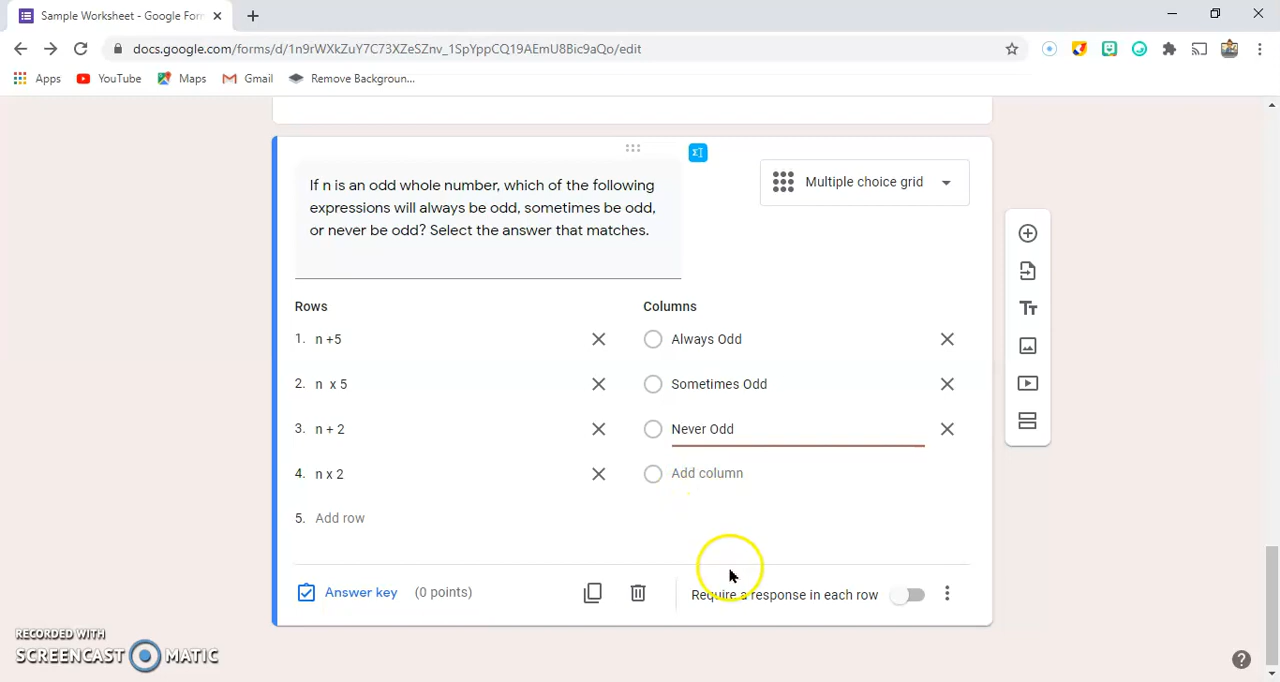 Sample Worksheet - Google For
docs.google.com/forms/d/1n9rWXkZuY7C73XZeSZnv_1SpYppCQ19AEmU8Bic9aQo/edit
Apps YouTube Maps Gmail Remove Backgroun...
If n is an odd whole number, which of the following
expressions will always be odd, sometimes be odd,
or never be odd? Select the answer that matches.
Multiple choice grid
Rows Columns
1. n +5 Always Odd
2. n x 5 Sometimes Odd
3. n + 2 Never Odd
4. n x 2 Add column
5. Add row
Answer key (0 points) Require a response in each row
RECORDED WITH
SCREENCAST MATIC